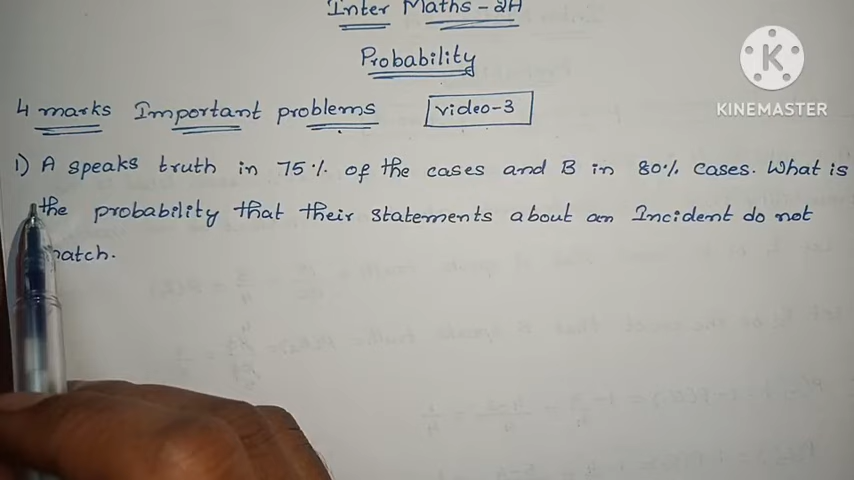 Inter Maths - 2A
Probability
4 marks Important problems video-3
KINEMASTER
1) A speaks truth in 75% of the cases and B in 80% cases. What is
the probability that their statements about an Incident do not
match.